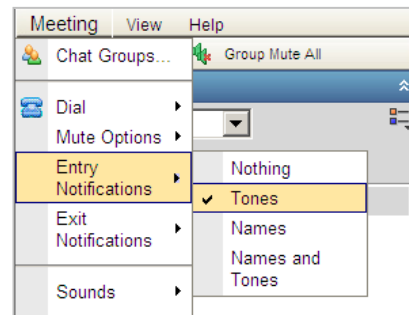 Meeting View Help
Chat Groups... Group Mute All
Dial
Mute Options
Entry
Notifications
Nothing
Tones
Names
Names and
Tones
Exit
Notifications
Sounds